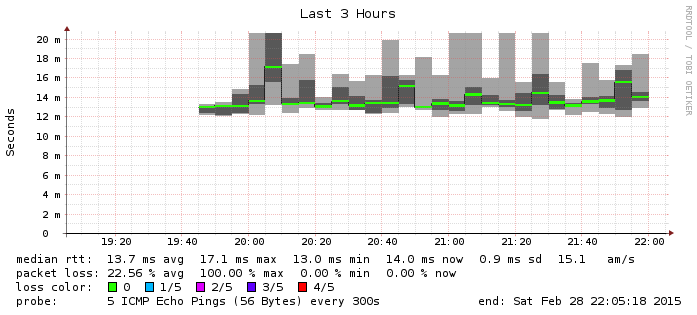 Last 3 Hours
RRDTOOL / TOBI OETIKER
Seconds
20 m
18 m
16 m
14 m
12 m
10 m
8 m
6 m
4 m
2 m
0
19:20 19:40 20:00 20:20 20:40 21:00 21:20 21:40 22:00
median rtt: 13.7 ms avg 17.1 ms max 13.0 ms min 14.0 ms now 0.9 ms sd 15.1 am/s
packet loss: 22.56 % avg 100.00 % max 0.00 % min 0.00 % now
loss color: 0 1/5 2/5 3/5 4/5
probe: 5 ICMP Echo Pings (56 Bytes) every 300s end: Sat Feb 28 22:05:18 2015